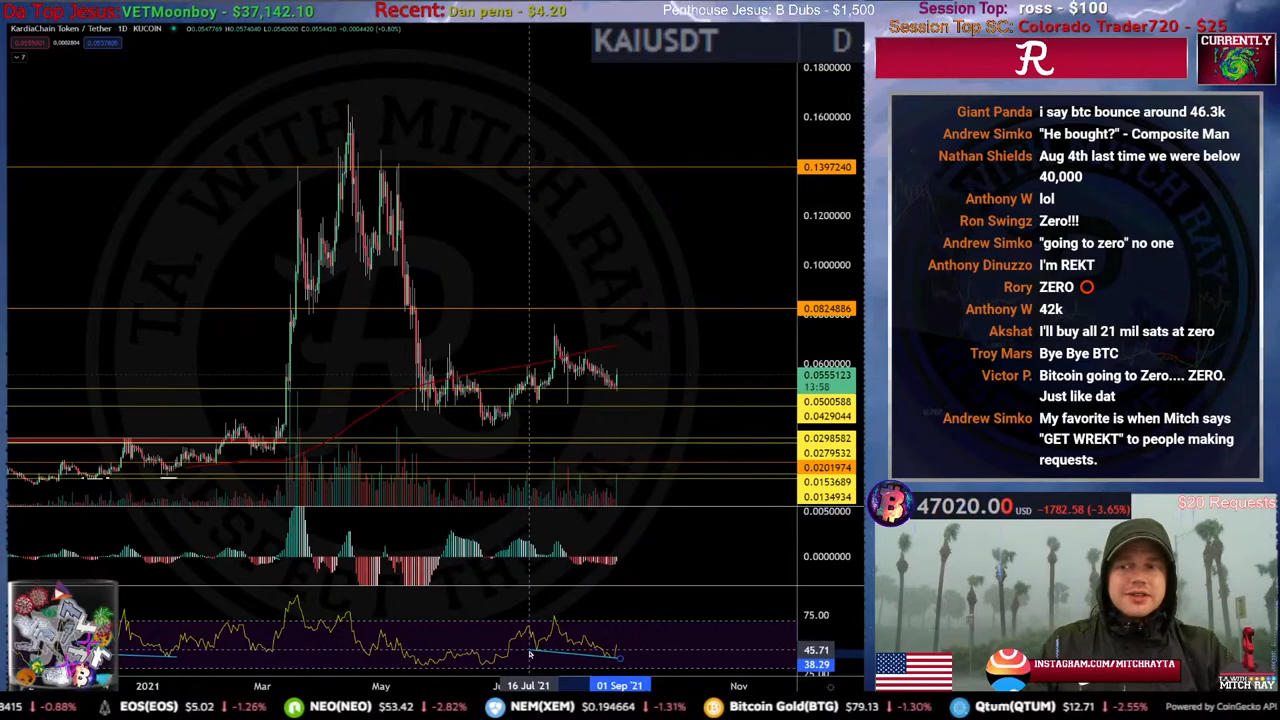 Da Top Jesus: VETMoonboy - $37,142.10
Recent: Dan pena - $4.20
Penthouse Jesus: B Dubs - $1,500
Session Top: ross - $100
Session Top SC: Colorado Trader720 - $25
KardiaChain Token / Tether 1D KUCOIN
KAIUSDT D
CURRENTLY
R
7
0.1800000
0.1600000
0.1397240
0.1200000
0.1000000
0.0824886
0.0600000
0.0555123
13:58
0.0500588
0.0429044
0.0298582
0.0279532
0.0201974
0.0153689
0.0134934
0.0050000
0.0000000
75.00
45.71
38.29
2021
Mar
May
16 Jul '21
01 Sep '21
Nov
T.A. WITH MITCH RAY
Giant Panda i say btc bounce around 46.3k
Andrew Simko "He bought?" - Composite Man
Nathan Shields Aug 4th last time we were below
40,000
Anthony W lol
Ron Swingz Zero!!!
Andrew Simko "going to zero" no one
Anthony Dinuzzo I'm REKT
Rory ZERO ⭕
Anthony W 42k
Akshat I'll buy all 21 mil sats at zero
Troy Mars Bye Bye BTC
Victor P. Bitcoin going to Zero.... ZERO.
Just like dat
Andrew Simko My favorite is when Mitch says
"GET WREKT" to people making
requests.
47020.00 USD −1782.58 (−3.65%)
$20 Requests
INSTAGRAM.COM/MITCHRAYTA
T.A. WITH
MITCH RAY
8415 -0.88% EOS(EOS) $5.02 -1.26% NEO(NEO) $53.42 -2.82% NEM(XEM) $0.194664 -1.31% Bitcoin Gold(BTG) $79.13 -1.30% Qtum(QTUM) $12.71 -2.55% Powered by CoinGecko API